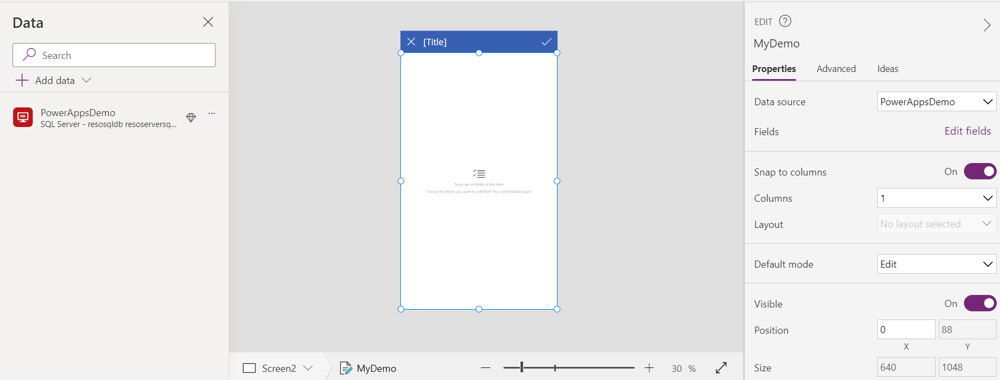 Data
Search
Add data
PowerAppsDemo
SQL Server - resosqldb resoserversq...
SQL
[Title]
There are no fields in this form
Choose the fields you want to add from the customization pane
Screen2
MyDemo
30 %
EDIT ?
MyDemo
Properties Advanced Ideas
Data source PowerAppsDemo
Fields Edit fields
Snap to columns On
Columns 1
Layout No layout selected
Default mode Edit
Visible On
Position 0 88
X Y
Size 640 1048